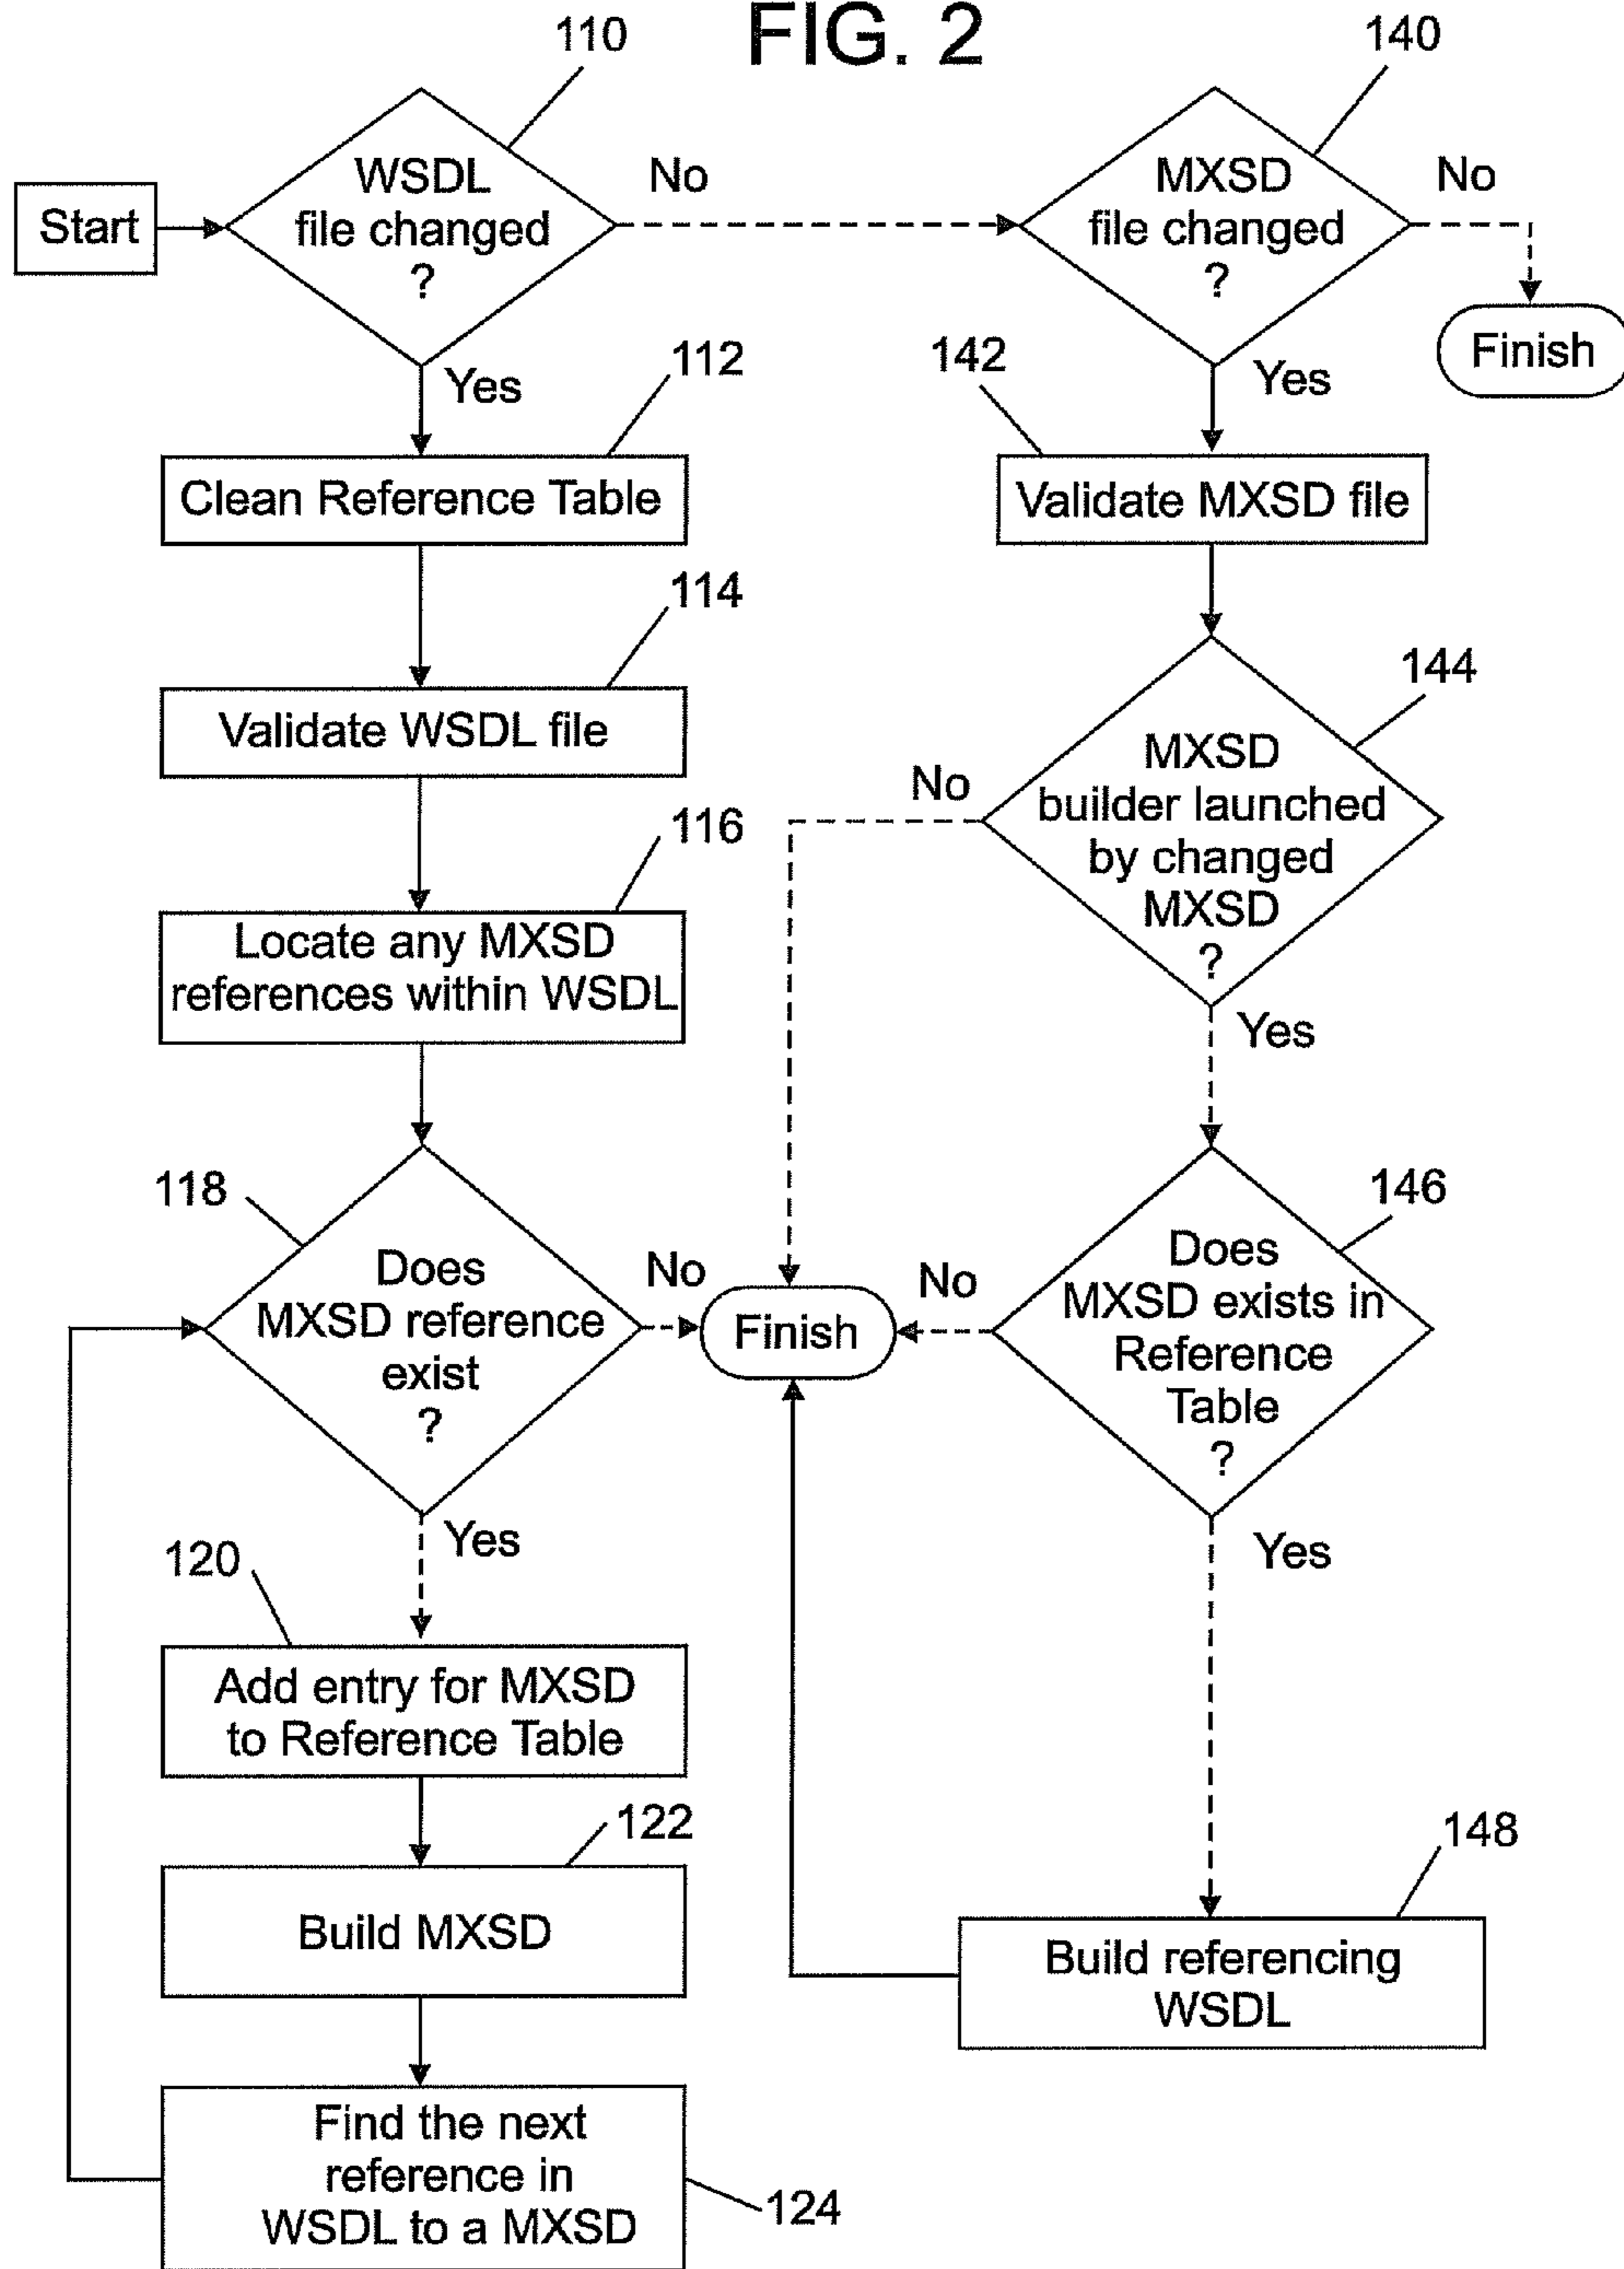 FIG. 2
110
140
Start
WSDL
file changed
?
No
MXSD
file changed
?
No
Finish
Yes
112
142
Yes
Clean Reference Table
Validate MXSD file
114
144
Validate WSDL file
MXSD
builder launched
by changed
MXSD
?
No
116
Locate any MXSD
references within WSDL
Yes
118
146
Does
MXSD reference
exist
?
No
Finish
No
Does
MXSD exists in
Reference
Table
?
Yes
Yes
120
Add entry for MXSD
to Reference Table
122
148
Build MXSD
Build referencing
WSDL
Find the next
reference in
WSDL to a MXSD
124